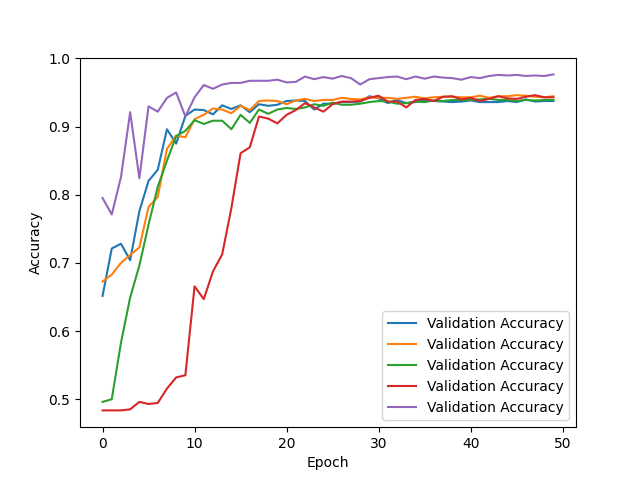 1.0
0.9
0.8
0.7
0.6
0.5
Accuracy
Validation Accuracy
Validation Accuracy
Validation Accuracy
Validation Accuracy
Validation Accuracy
0 10 20 30 40 50
Epoch